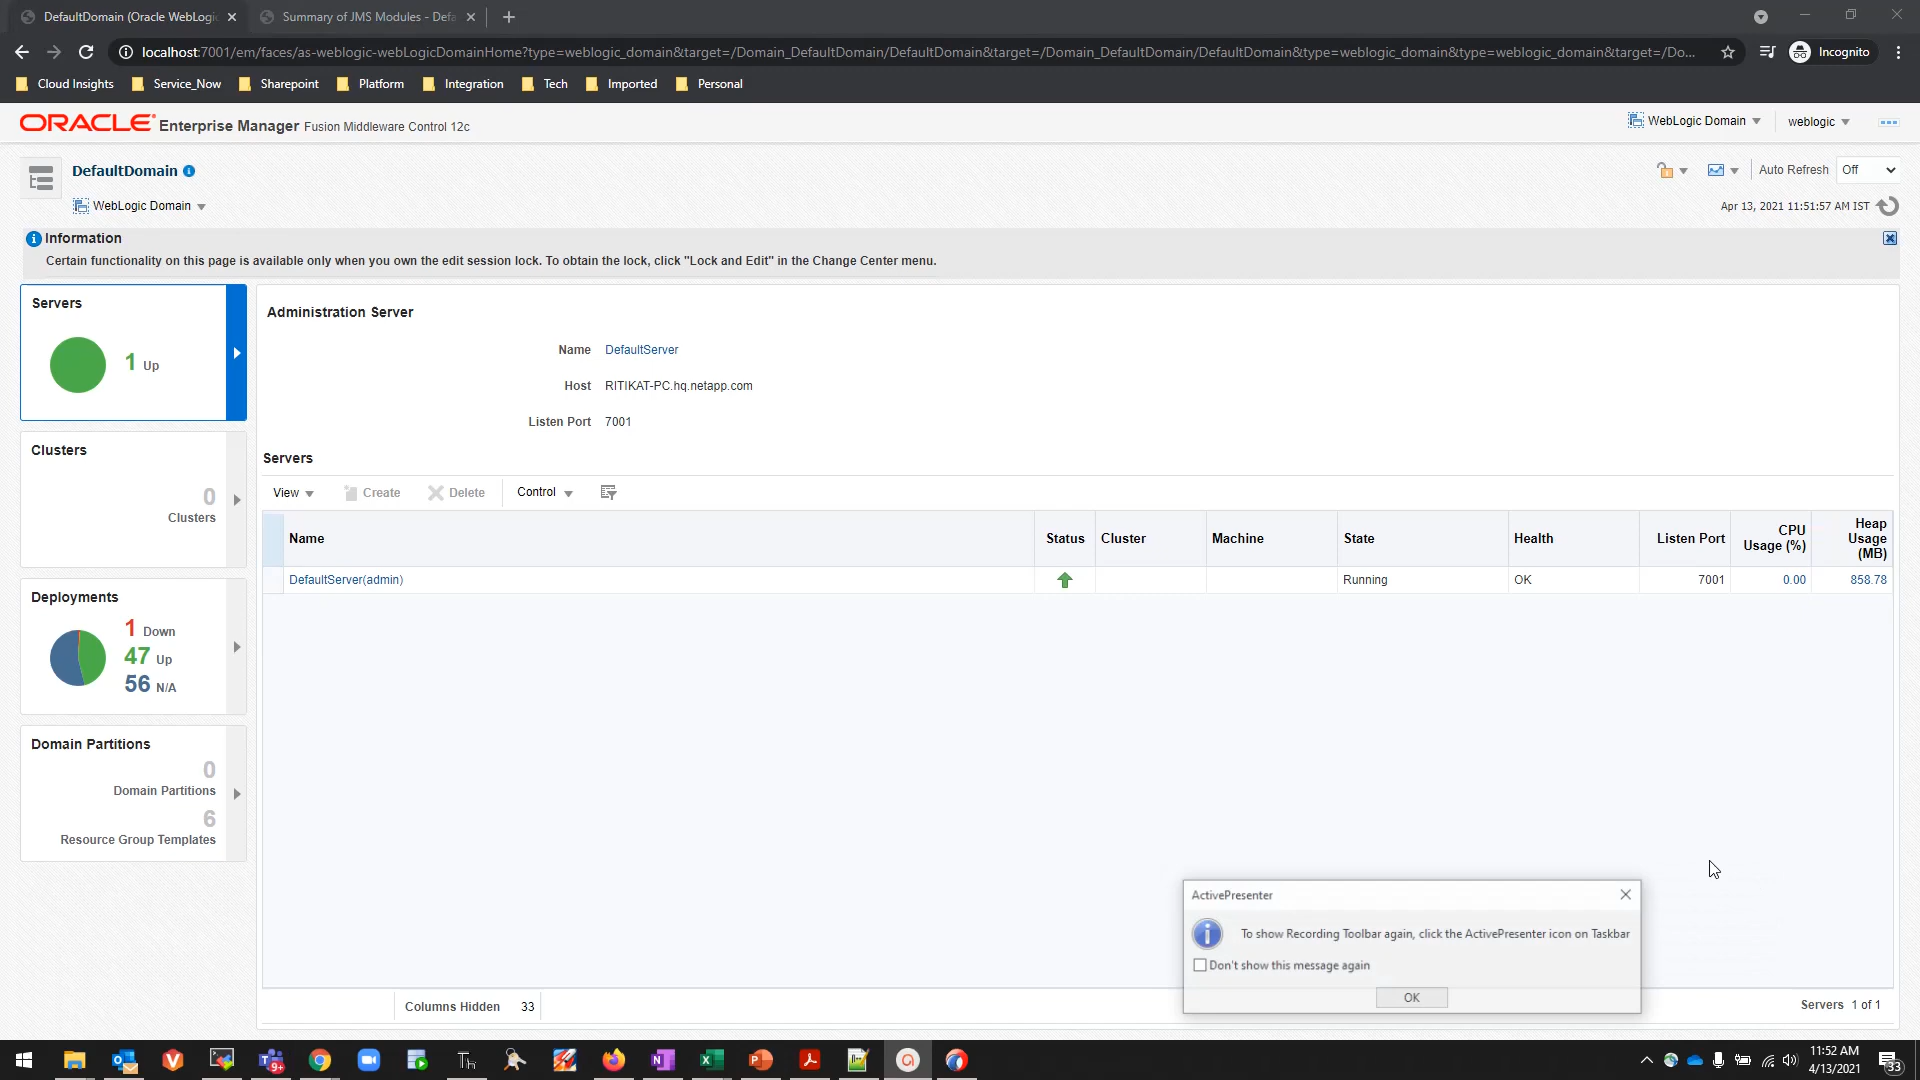 DefaultDomain (Oracle WebLogic
Summary of JMS Modules - Defa
localhost:7001/em/faces/as-weblogic-webLogicDomainHome?type=weblogic_domain&target=/Domain_DefaultDomain/DefaultDomain&target=/Domain_DefaultDomain/DefaultDomain&type=weblogic_domain&type=weblogic_domain&target=/Do...
Incognito
Cloud Insights
Service_Now
Sharepoint
Platform
Integration
Tech
Imported
Personal
ORACLE Enterprise Manager Fusion Middleware Control 12c
WebLogic Domain
weblogic
DefaultDomain
Auto Refresh Off
WebLogic Domain
Apr 13, 2021 11:51:57 AM IST
Information
Certain functionality on this page is available only when you own the edit session lock. To obtain the lock, click "Lock and Edit" in the Change Center menu.
Servers
1 Up
Clusters
0
Clusters
Deployments
1 Down
47 Up
56 N/A
Domain Partitions
0
Domain Partitions
6
Resource Group Templates
Administration Server
Name DefaultServer
Host RITIKAT-PC.hq.netapp.com
Listen Port 7001
Servers
View Create Delete Control
Name Status Cluster Machine State Health Listen Port CPU Usage (%) Heap Usage (MB)
DefaultServer(admin) Running OK 7001 0.00 858.78
Columns Hidden 33
Servers 1 of 1
ActivePresenter
To show Recording Toolbar again, click the ActivePresenter icon on Taskbar
Don't show this message again
OK
9+
11:52 AM
4/13/2021
33